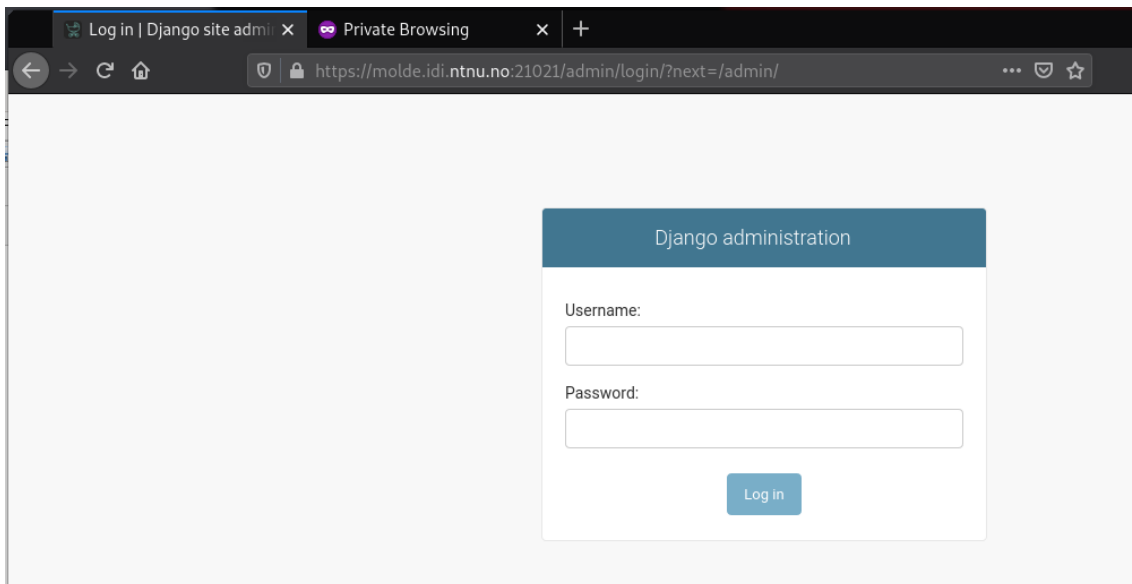 Log in | Django site admi
Private Browsing
https://molde.idi.ntnu.no:21021/admin/login/?next=/admin/
Django administration
Username:
Password:
Log in